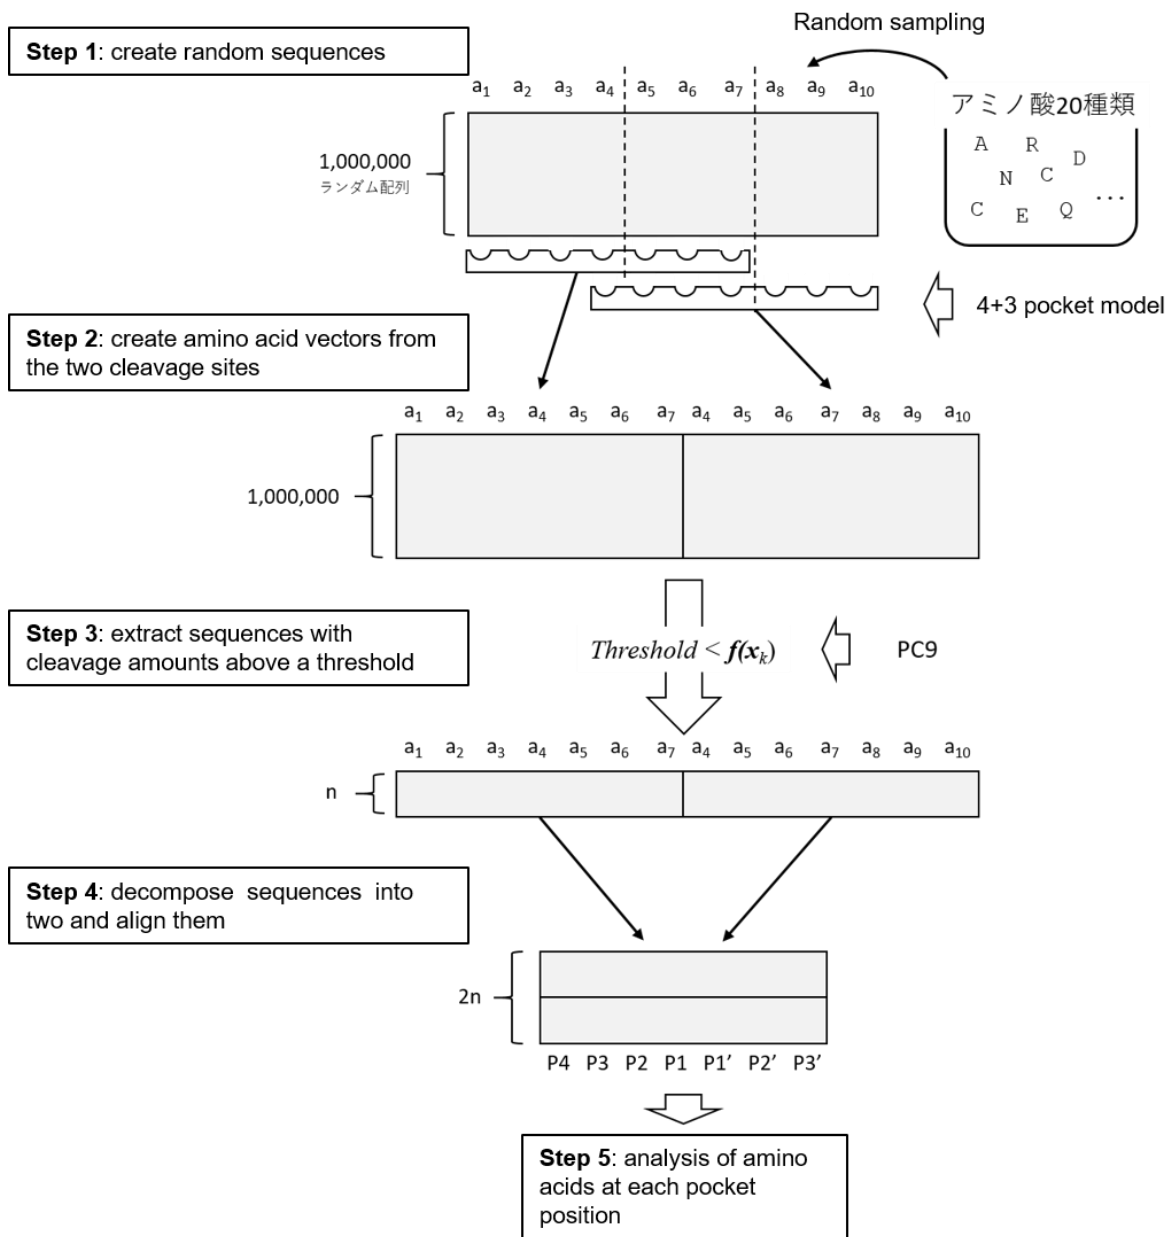 Random sampling
Step 1: create random sequences
a1 a2 a3 a4 a5 a6 a7 a8 a9 a10
アミノ酸20種類
A R D
N C
C E Q ...
1,000,000
ランダム配列
4+3 pocket model
Step 2: create amino acid vectors from
the two cleavage sites
a1 a2 a3 a4 a5 a6 a7 a4 a5 a6 a7 a8 a9 a10
1,000,000
Step 3: extract sequences with
cleavage amounts above a threshold
Threshold < f(xk)
PC9
a1 a2 a3 a4 a5 a6 a7 a4 a5 a6 a7 a8 a9 a10
n
Step 4: decompose sequences into
two and align them
2n
P4 P3 P2 P1 P1′ P2′ P3′
Step 5: analysis of amino
acids at each pocket
position